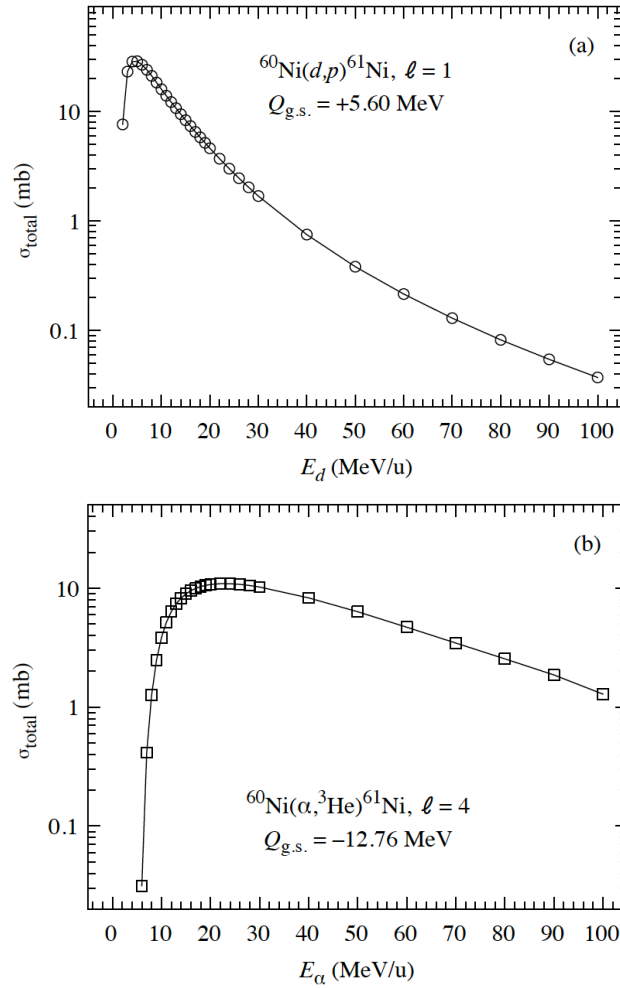 (a)
⁶⁰Ni(d,p)⁶¹Ni, ℓ = 1
Q_g.s. = +5.60 MeV
10
1
0.1
σ_total (mb)
0 10 20 30 40 50 60 70 80 90 100
E_d (MeV/u)
(b)
10
1
0.1
σ_total (mb)
⁶⁰Ni(α,³He)⁶¹Ni, ℓ = 4
Q_g.s. = −12.76 MeV
0 10 20 30 40 50 60 70 80 90 100
E_α (MeV/u)